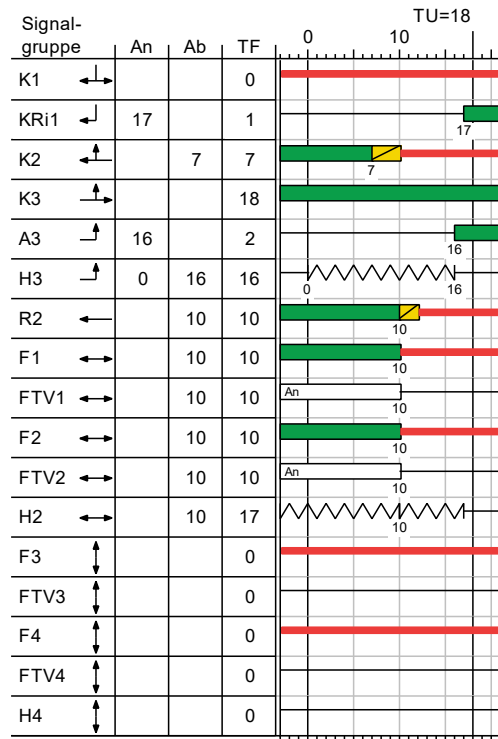 TU=18
Signal-
gruppe An Ab TF 0 10
K1 0
KRi1 17 1 17
K2 7 7 7
K3 18
A3 16 2 16
H3 0 16 16 0 16
R2 10 10 10
F1 10 10 10
FTV1 10 10 An 10
F2 10 10 10
FTV2 10 10 An 10
H2 10 17 10
F3 0
FTV3 0
F4 0
FTV4 0
H4 0